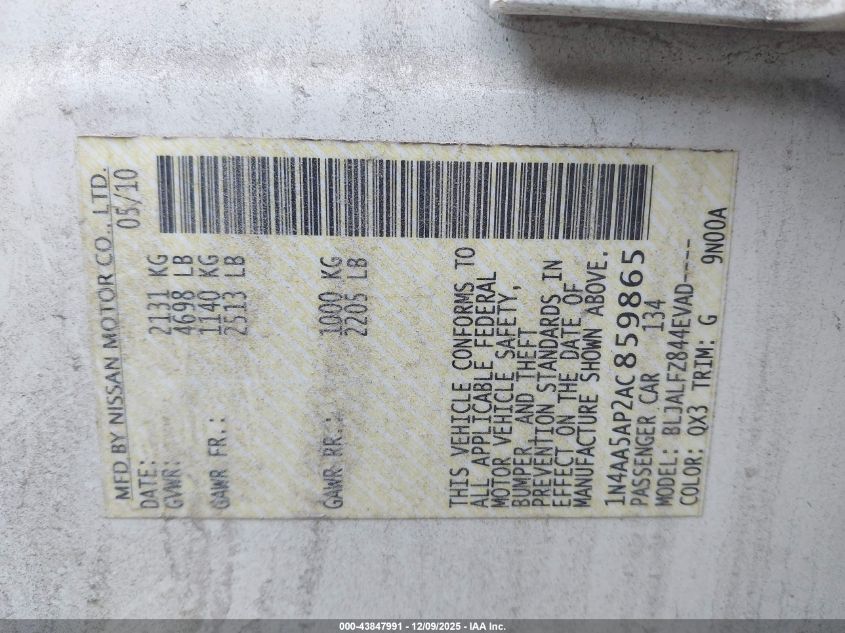 MFD BY NISSAN MOTOR CO., LTD.
DATE: 05/10
GVWR: 2131 KG
4698 LB
GAWR FR.: 1140 KG
2513 LB
GAWR RR.: 1000 KG
2205 LB
THIS VEHICLE CONFORMS TO
ALL APPLICABLE FEDERAL
MOTOR VEHICLE SAFETY,
BUMPER, AND THEFT
PREVENTION STANDARDS IN
EFFECT ON THE DATE OF
MANUFACTURE SHOWN ABOVE.
1N4AA5AP2AC859865
PASSENGER CAR 134
MODEL: BLJALFZ844EVAD----
COLOR: QX3 TRIM: G 9N00A
000-43847991 - 12/09/2025 - IAA Inc.